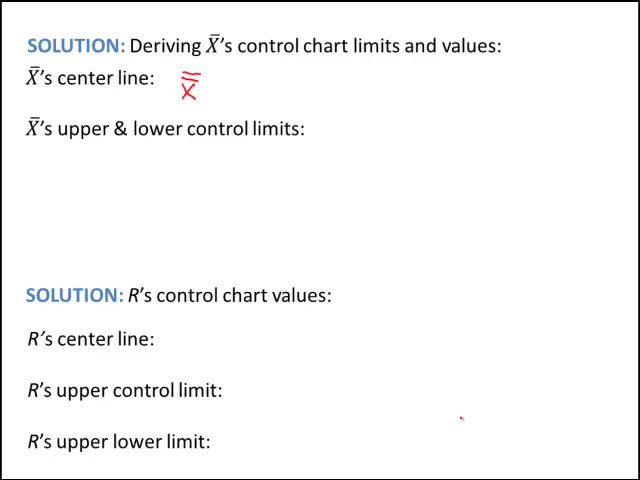 SOLUTION: Deriving X̄'s control chart limits and values:
X̄'s center line: X̿
X̄'s upper & lower control limits:
SOLUTION: R's control chart values:
R's center line:
R's upper control limit:
R's upper lower limit: